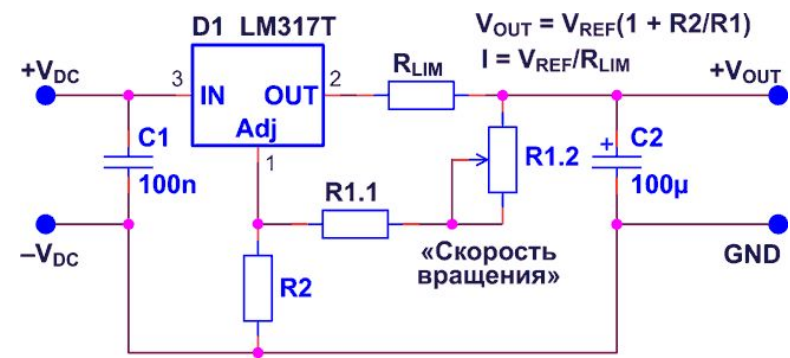 D1 LM317T
V_OUT = V_REF(1 + R2/R1)
I = V_REF/R_LIM
+V_DC
3
IN
OUT
2
R_LIM
+V_OUT
Adj
C1
100n
1
R1.2
+
C2
100µ
R1.1
–V_DC
«Скорость
вращения»
GND
R2